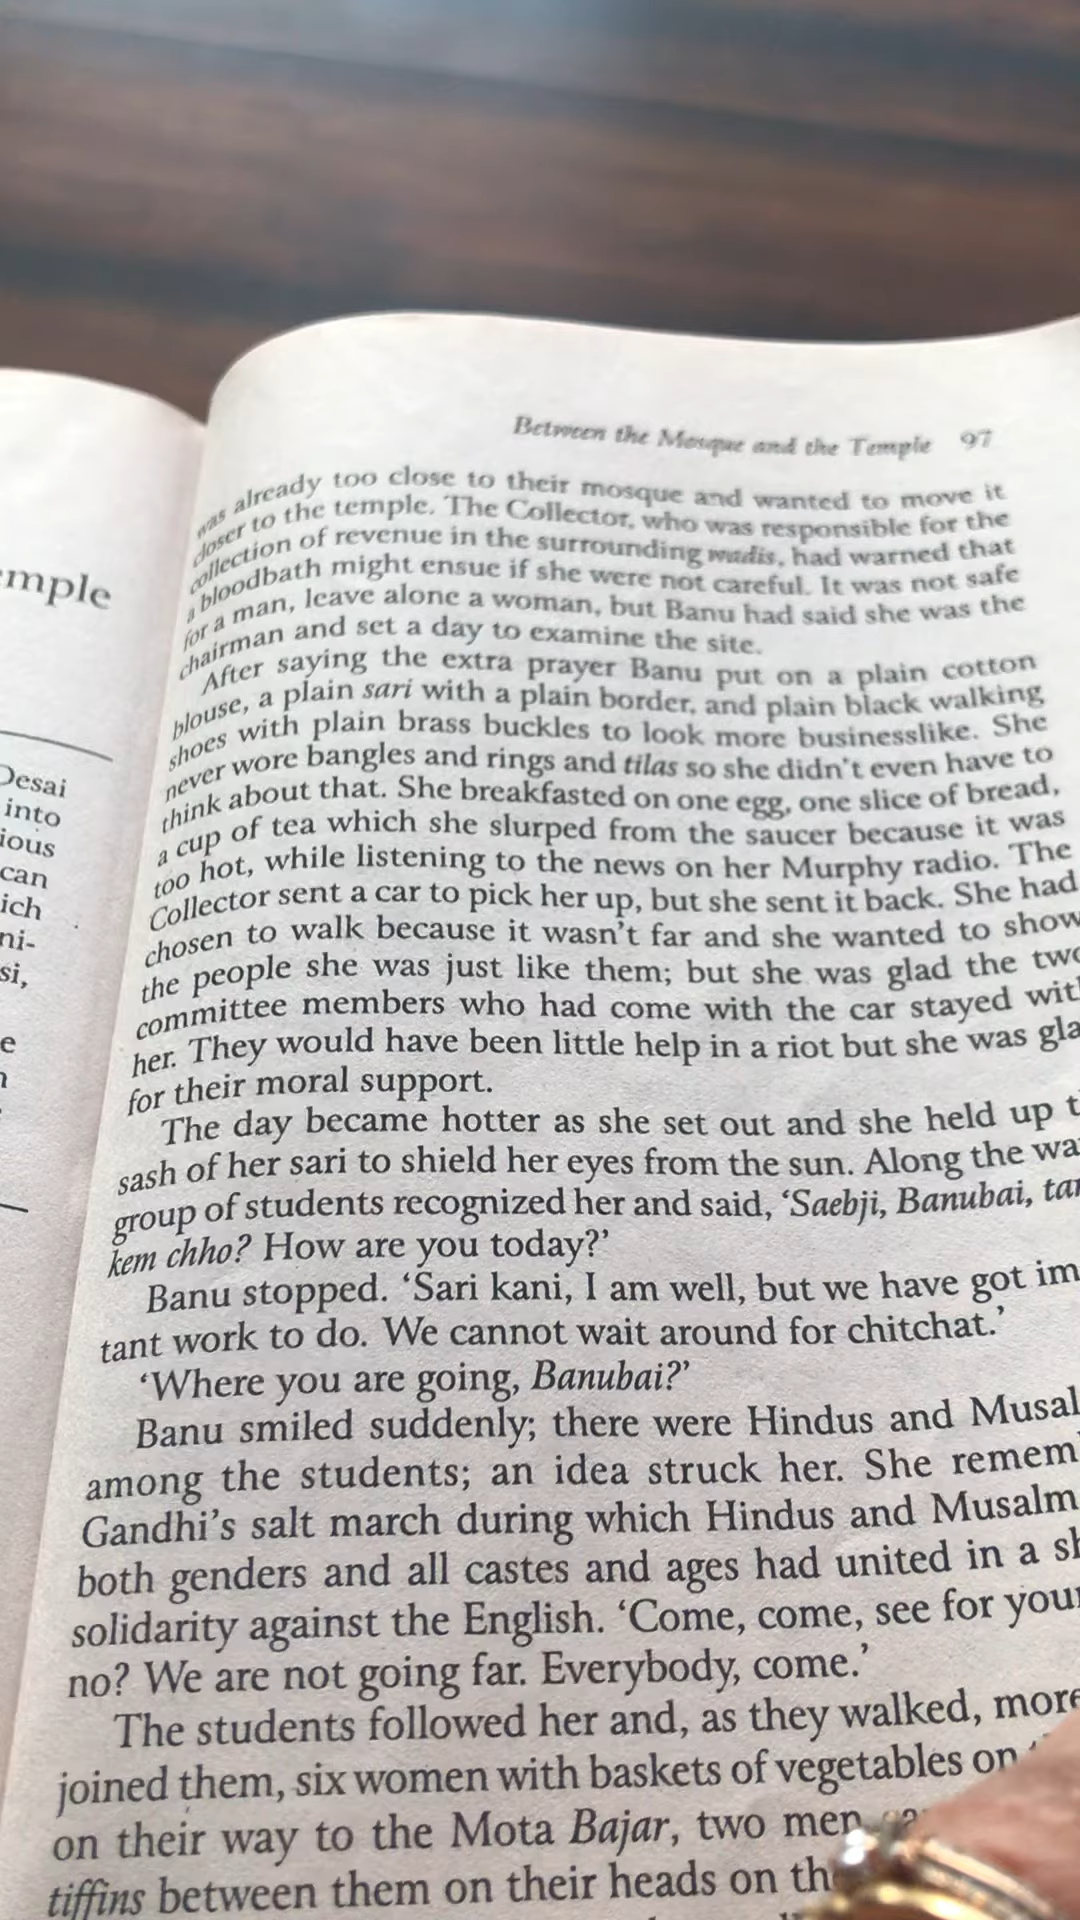 emple
Desai
into
ious
can
ich
ni-
si,
e
Between the Mosque and the Temple 97
was already too close to their mosque and wanted to move it
closer to the temple. The Collector, who was responsible for the
collection of revenue in the surrounding wadis, had warned that
a bloodbath might ensue if she were not careful. It was not safe
for a man, leave alone a woman, but Banu had said she was the
chairman and set a day to examine the site.
After saying the extra prayer Banu put on a plain cotton
blouse, a plain sari with a plain border, and plain black walking
shoes with plain brass buckles to look more businesslike. She
never wore bangles and rings and tilas so she didn't even have to
think about that. She breakfasted on one egg, one slice of bread,
a cup of tea which she slurped from the saucer because it was
too hot, while listening to the news on her Murphy radio. The
Collector sent a car to pick her up, but she sent it back. She had
chosen to walk because it wasn't far and she wanted to show
the people she was just like them; but she was glad the two
committee members who had come with the car stayed with
her. They would have been little help in a riot but she was gla
for their moral support.
The day became hotter as she set out and she held up t
sash of her sari to shield her eyes from the sun. Along the wa
group of students recognized her and said, 'Saebji, Banubai, tam
kem chho? How are you today?'
Banu stopped. 'Sari kani, I am well, but we have got im
tant work to do. We cannot wait around for chitchat.'
'Where you are going, Banubai?'
Banu smiled suddenly; there were Hindus and Musal
among the students; an idea struck her. She rememb
Gandhi's salt march during which Hindus and Musalm
both genders and all castes and ages had united in a sh
solidarity against the English. 'Come, come, see for your
no? We are not going far. Everybody, come.'
The students followed her and, as they walked, more
joined them, six women with baskets of vegetables on
on their way to the Mota Bajar, two men
tiffins between them on their heads on th